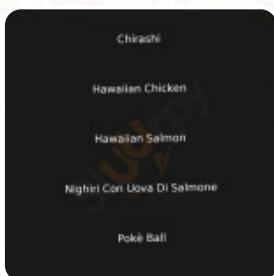 Chirashi
Hawaiian Chicken
Hawaiian Salmon
Nighiri Con Uova Di Salmone
Pokè Ball